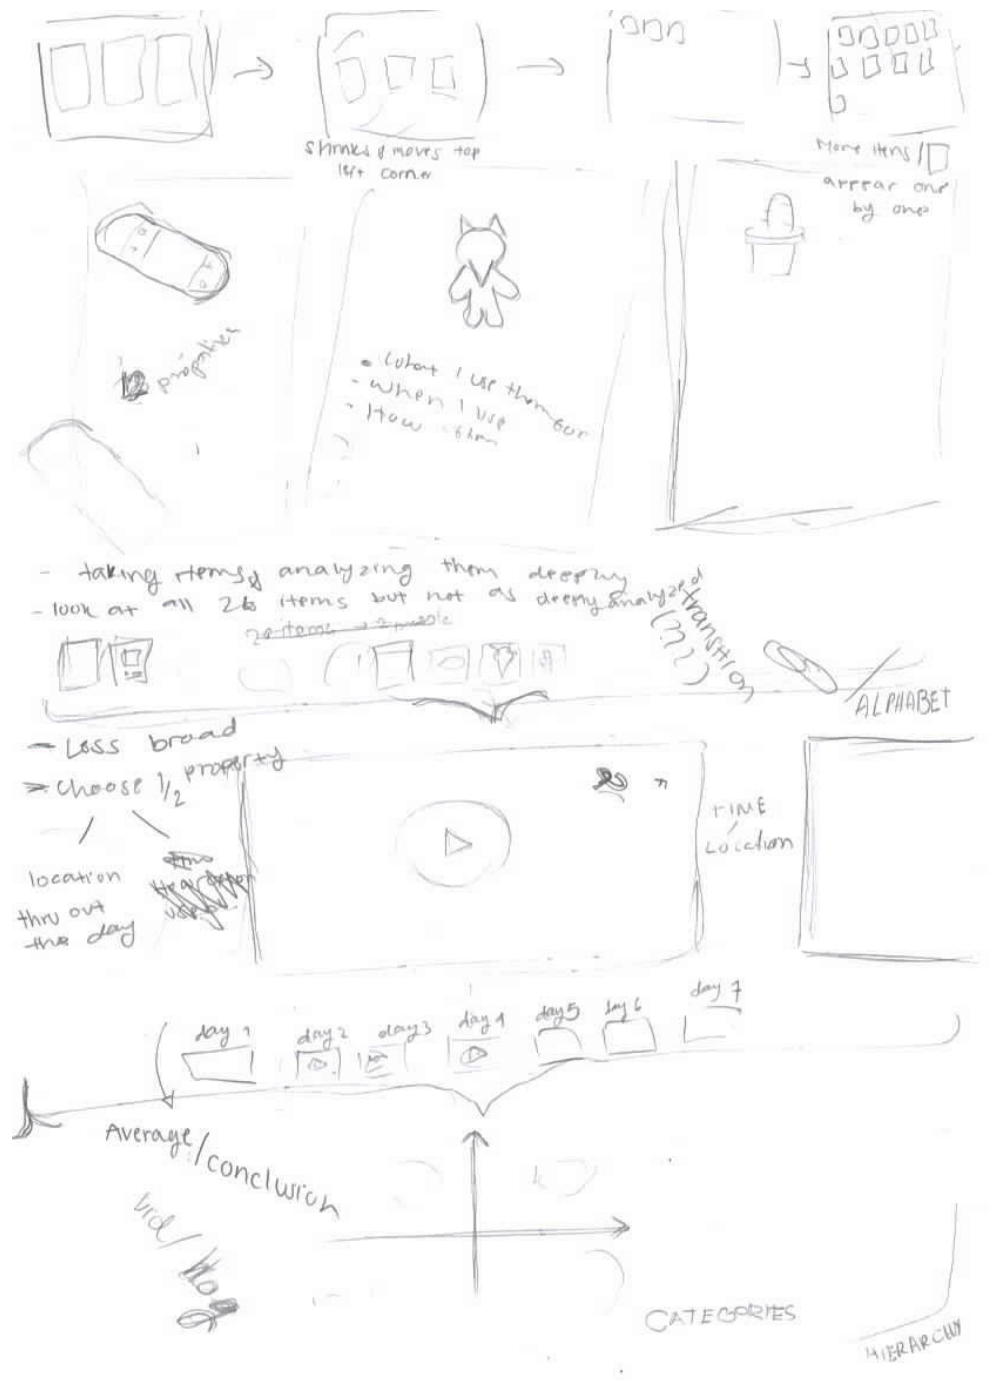 Shrinks & moves top
left corner
More items /
appear one
by one
12 properties
• What I use them for
- When I use
- How often
- taking items & analyzing them deeply
- look at all 26 items but not as deeply analyzed
transition
(???)
ALPHABET
- Less broad
- Choose 1/2 property
location
thru out
the day
TIME
Location
day 1
day 2
day 3
day 4
day 5
day 6
day 7
Average/conclusion
CATEGORIES
HIERARCHY